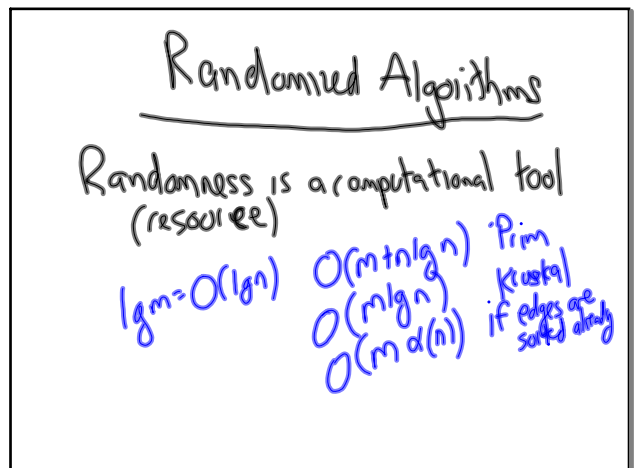 Randomized Algorithms
Randomness is a computational tool
(resource)
lg m = O(lg n)
O(m+n lg n) Prim
O(m lg n) Kruskal
O(m α(n)) if edges are
sorted already